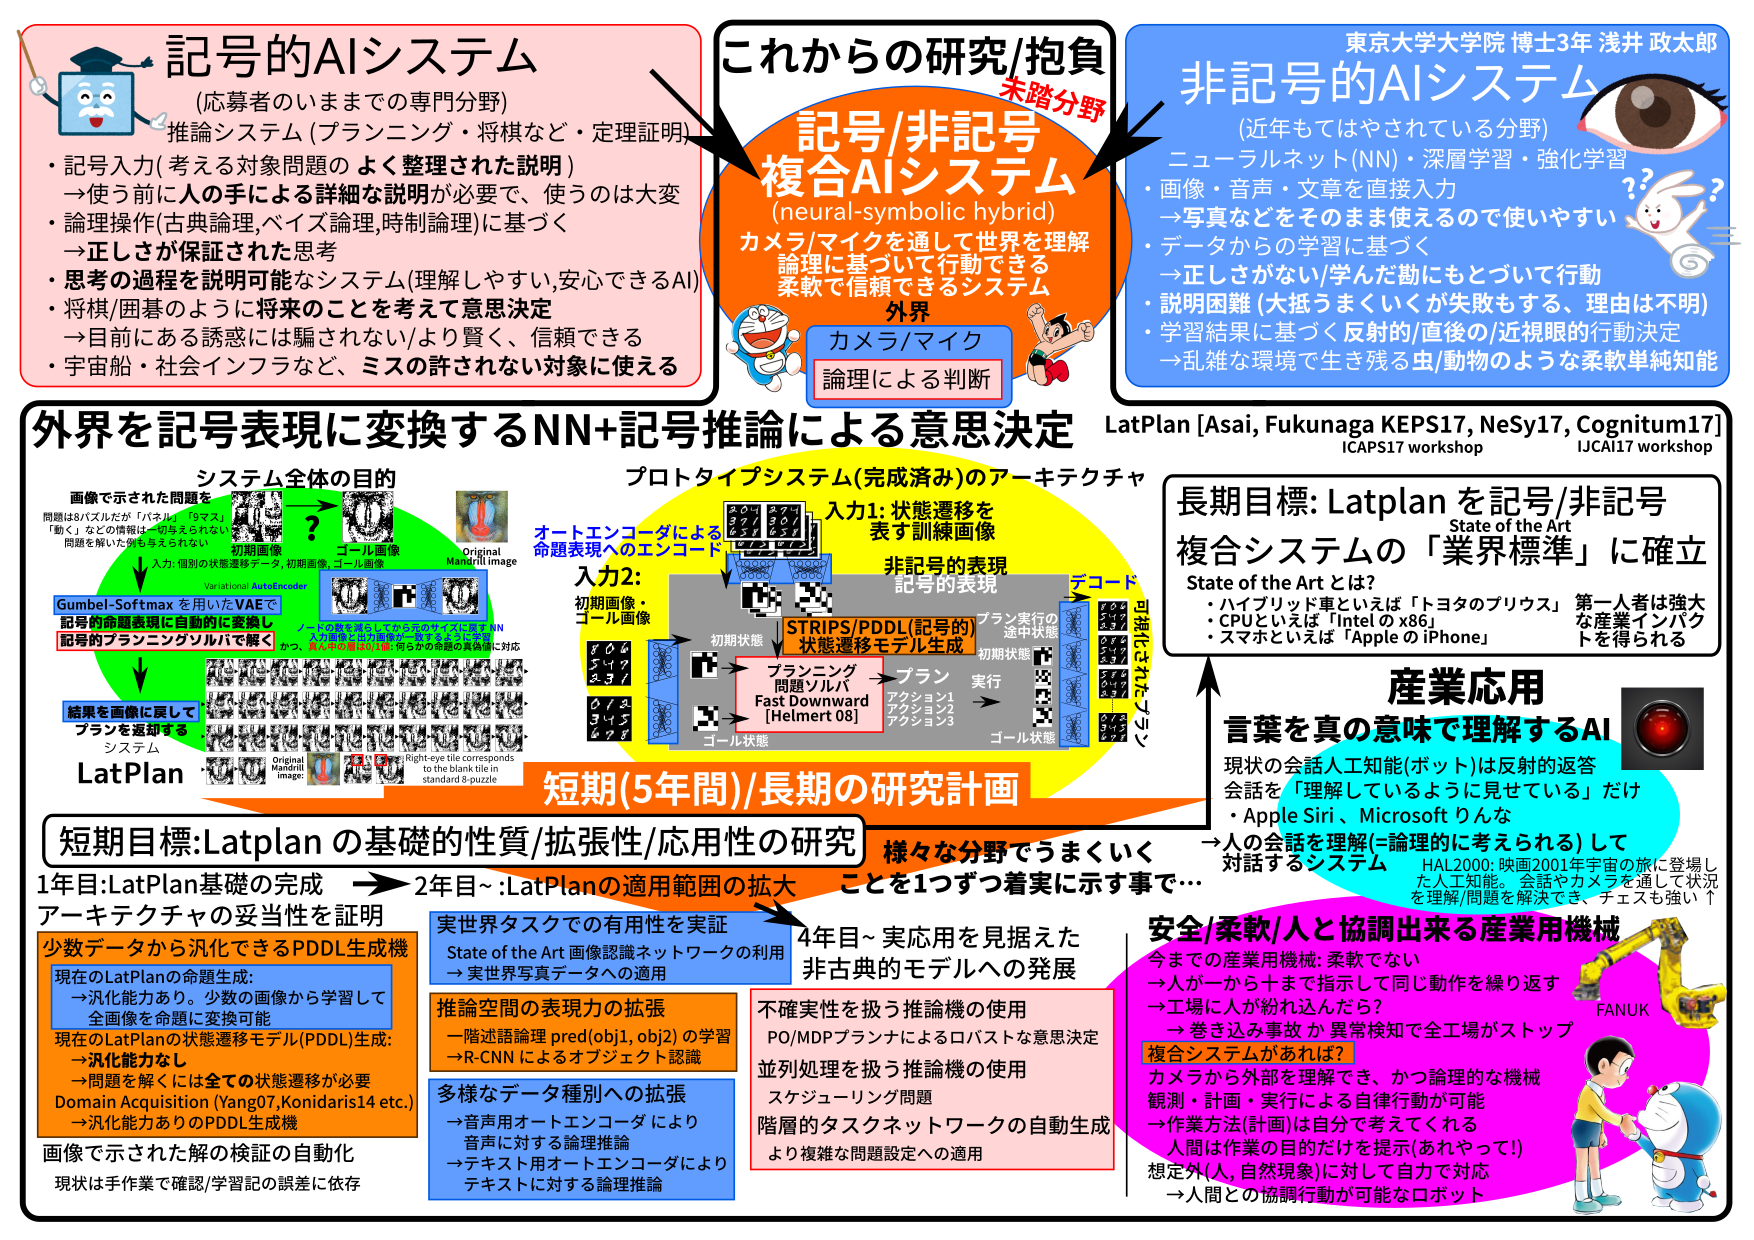 記号的AIシステム
(応募者のいままでの専門分野)
推論システム (プランニング・将棋など・定理証明)
・記号入力( 考える対象問題の よく整理された説明 )
→使う前に人の手による詳細な説明が必要で、使うのは大変
・論理操作(古典論理,ベイズ論理,時制論理)に基づく
→正しさが保証された思考
・思考の過程を説明可能なシステム(理解しやすい,安心できるAI)
・将棋/囲碁のように将来のことを考えて意思決定
→目前にある誘惑には騙されない/より賢く、信頼できる
・宇宙船・社会インフラなど、ミスの許されない対象に使える
これからの研究/抱負
未踏分野
記号/非記号
複合AIシステム
(neural-symbolic hybrid)
カメラ/マイクを通して世界を理解
論理に基づいて行動できる
柔軟で信頼できるシステム
外界
カメラ/マイク
論理による判断
東京大学大学院 博士3年 浅井 政太郎
非記号的AIシステム
(近年もてはやされている分野)
ニューラルネット(NN)・深層学習・強化学習
・画像・音声・文章を直接入力
→写真などをそのまま使えるので使いやすい
・データからの学習に基づく
→正しさがない/学んだ勘にもとづいて行動
・説明困難 (大抵うまくいくが失敗もする、理由は不明)
・学習結果に基づく反射的/直後の/近視眼的行動決定
→乱雑な環境で生き残る虫/動物のような柔軟単純知能
??
?
外界を記号表現に変換するNN+記号推論による意思決定
LatPlan [Asai, Fukunaga KEPS17, NeSy17, Cognitum17]
ICAPS17 workshop
IJCAI17 workshop
システム全体の目的
画像で示された問題を
問題は8パズルだが「パネル」「9マス」
「動く」などの情報は一切与えられない
問題を解いた例も与えられない
?
初期画像
ゴール画像
Original
Mandrill image
入力: 個別の状態遷移データ, 初期画像, ゴール画像
Variational AutoEncoder
Gumbel-Softmax を用いたVAEで
記号的命題表現に自動的に変換し
記号的プランニングソルバで解く
ノードの数を減らしてから元のサイズに戻すNN
入力画像と出力画像が一致するように学習
かつ、真ん中の層は0/1値: 何らかの命題の真偽値に対応
結果を画像に戻して
プランを返却する
システム
LatPlan
Original
Mandrill
image:
Right-eye tile corresponds
to the blank tile in
standard 8-puzzle
プロトタイプシステム(完成済み)のアーキテクチャ
オートエンコーダによる
命題表現へのエンコード
入力1: 状態遷移を
表す訓練画像
入力2:
初期画像・
ゴール画像
非記号的表現
記号的表現
デコード
初期状態
STRIPS/PDDL(記号的)
状態遷移モデル生成
プラン実行の
途中状態
初期状態
プランニング
問題ソルバ
Fast Downward
[Helmert 08]
プラン
アクション1
アクション2
アクション3
実行
ゴール状態
ゴール状態
可視化されたプラン
長期目標: Latplan を記号/非記号
State of the Art
複合システムの「業界標準」に確立
State of the Art とは?
・ハイブリッド車といえば「トヨタのプリウス」
・CPUといえば「Intel の x86」
・スマホといえば「Apple の iPhone」
第一人者は強大
な産業インパク
トを得られる
短期(5年間)/長期の研究計画
短期目標:Latplan の基礎的性質/拡張性/応用性の研究
様々な分野でうまくいく
ことを1つずつ着実に示す事で…
1年目:LatPlan基礎の完成
アーキテクチャの妥当性を証明
少数データから汎化できるPDDL生成機
現在のLatPlanの命題生成:
→汎化能力あり。少数の画像から学習して
全画像を命題に変換可能
現在のLatPlanの状態遷移モデル(PDDL)生成:
→汎化能力なし
→問題を解くには全ての状態遷移が必要
Domain Acquisition (Yang07,Konidaris14 etc.)
→汎化能力ありのPDDL生成機
画像で示された解の検証の自動化
現状は手作業で確認/学習記の誤差に依存
2年目~ :LatPlanの適用範囲の拡大
実世界タスクでの有用性を実証
State of the Art 画像認識ネットワークの利用
→ 実世界写真データへの適用
推論空間の表現力の拡張
一階述語論理 pred(obj1, obj2) の学習
→R-CNN によるオブジェクト認識
多様なデータ種別への拡張
→音声用オートエンコーダ により
音声に対する論理推論
→テキスト用オートエンコーダにより
テキストに対する論理推論
4年目~ 実応用を見据えた
非古典的モデルへの発展
不確実性を扱う推論機の使用
PO/MDPプランナによるロバストな意思決定
並列処理を扱う推論機の使用
スケジューリング問題
階層的タスクネットワークの自動生成
より複雑な問題設定への適用
産業応用
言葉を真の意味で理解するAI
現状の会話人工知能(ボット)は反射的返答
会話を「理解しているように見せている」だけ
・Apple Siri 、Microsoft りんな
→人の会話を理解(=論理的に考えられる) して
対話するシステム
HAL2000: 映画2001年宇宙の旅に登場し
た人工知能。 会話やカメラを通して状況
を理解/問題を解決でき、チェスも強い ↑
安全/柔軟/人と協調出来る産業用機械
今までの産業用機械: 柔軟でない
→人が一から十まで指示して同じ動作を繰り返す
→工場に人が紛れ込んだら?
→ 巻き込み事故 か 異常検知で全工場がストップ
FANUK
複合システムがあれば?
カメラから外部を理解でき、かつ論理的な機械
観測・計画・実行による自律行動が可能
→作業方法(計画)は自分で考えてくれる
人間は作業の目的だけを提示(あれやって!)
想定外(人, 自然現象)に対して自力で対応
→人間との協調行動が可能なロボット